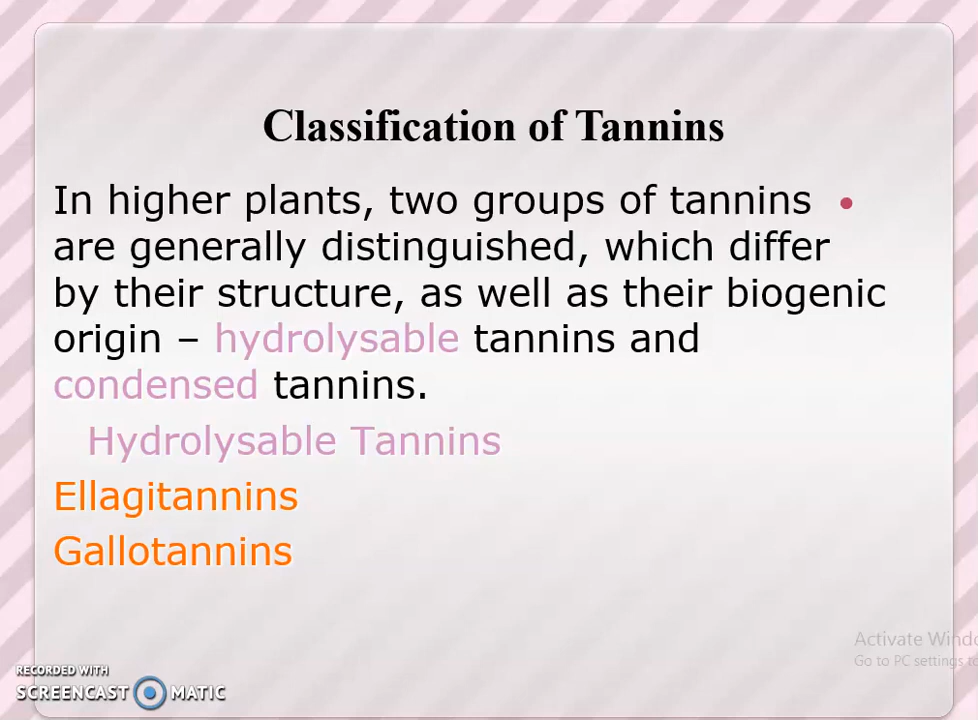 Classification of Tannins
In higher plants, two groups of tannins •
are generally distinguished, which differ
by their structure, as well as their biogenic
origin – hydrolysable tannins and
condensed tannins.
Hydrolysable Tannins
Ellagitannins
Gallotannins
Activate Windo
Go to PC settings to
RECORDED WITH
SCREENCAST MATIC